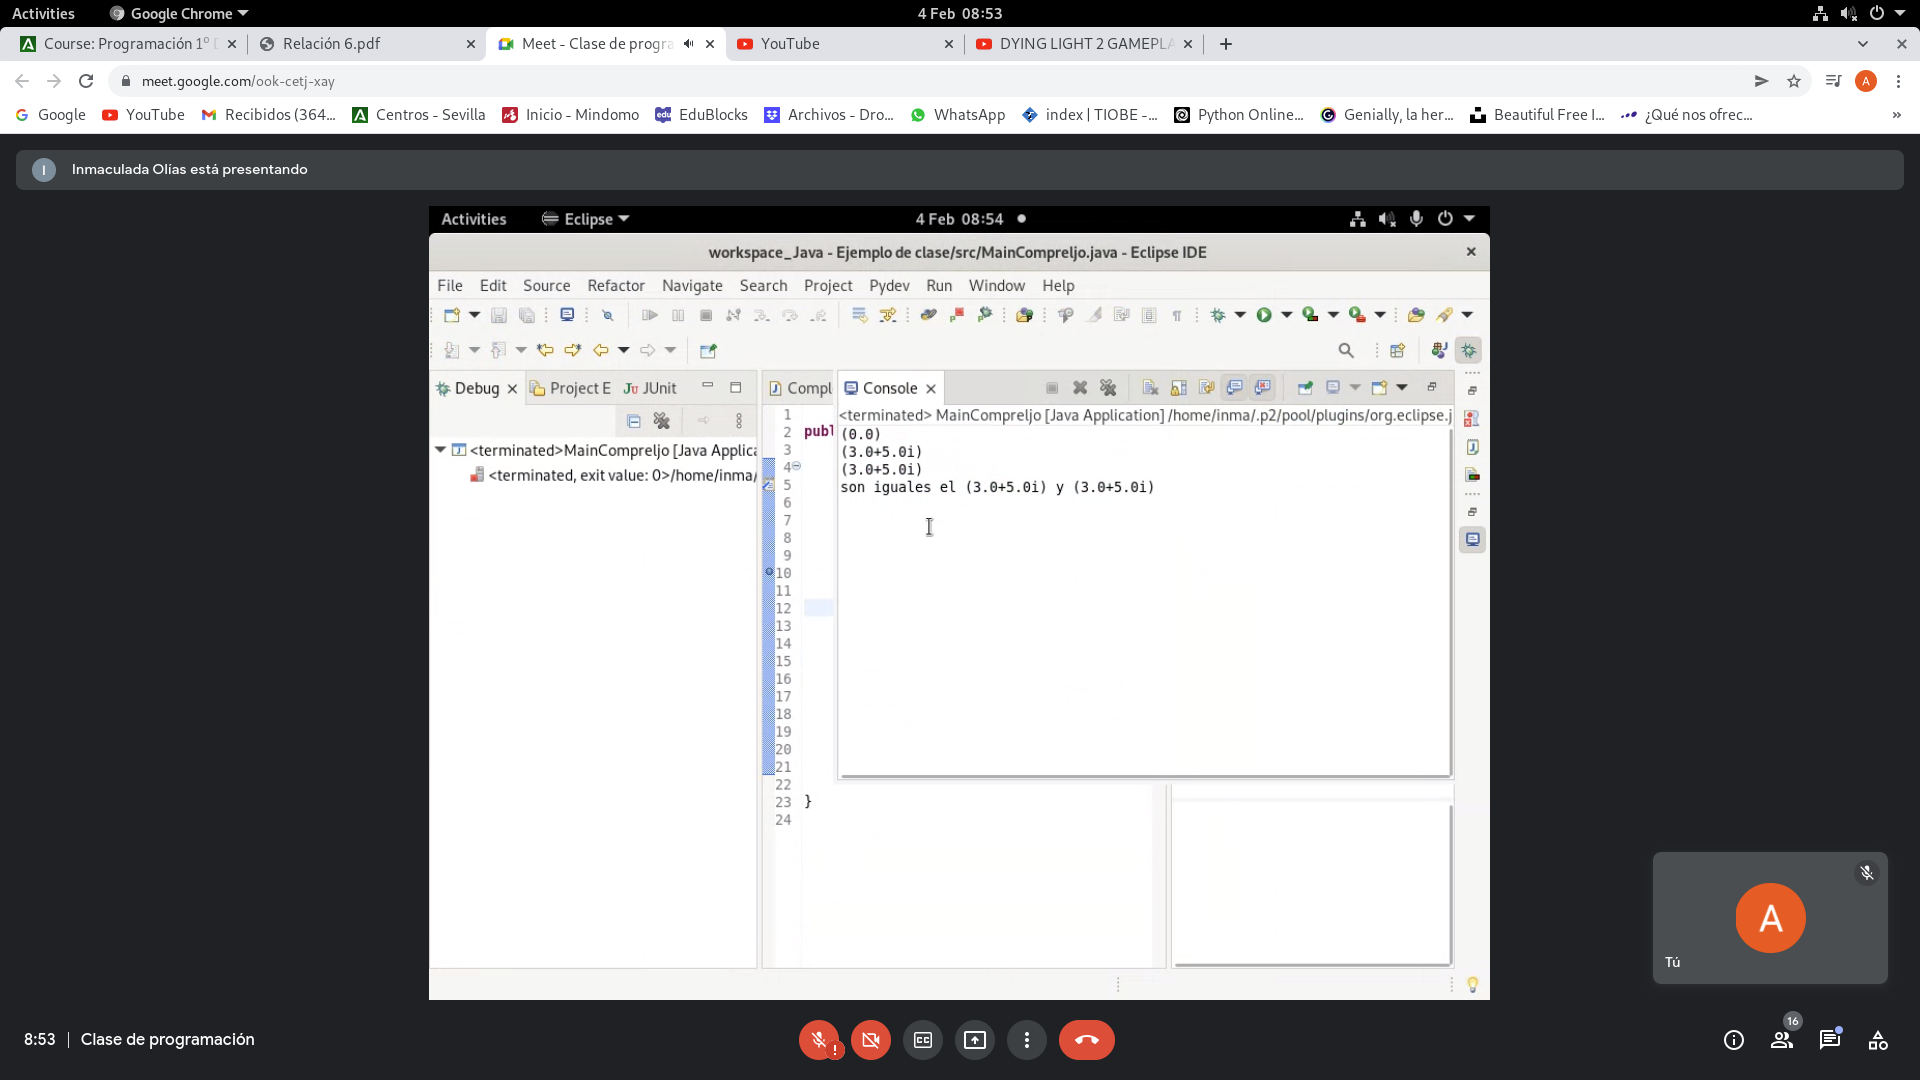 Activities Google Chrome 4 Feb 08:53
Course: Programación 1º D Relación 6.pdf Meet - Clase de progra YouTube DYING LIGHT 2 GAMEPLA
meet.google.com/ook-cetj-xay A
Google YouTube Recibidos (364... Centros - Sevilla Inicio - Mindomo EduBlocks Archivos - Dro... WhatsApp index | TIOBE -... Python Online... Genially, la her... Beautiful Free I... ¿Qué nos ofrec... »
I Inmaculada Olías está presentando
Activities Eclipse 4 Feb 08:54
workspace_Java - Ejemplo de clase/src/MainCompreljo.java - Eclipse IDE
File Edit Source Refactor Navigate Search Project Pydev Run Window Help
Debug Project E JUnit Compl Console
<terminated> MainCompreljo [Java Application] /home/inma/.p2/pool/plugins/org.eclipse.j
<terminated>MainCompreljo [Java Applica
<terminated, exit value: 0>/home/inma/
1
2 publ
3
4
5
6
7
8
9
10
11
12
13
14
15
16
17
18
19
20
21
22
23 }
24
(0.0)
(3.0+5.0i)
(3.0+5.0i)
son iguales el (3.0+5.0i) y (3.0+5.0i)
A
Tú
8:53 | Clase de programación
CC
16